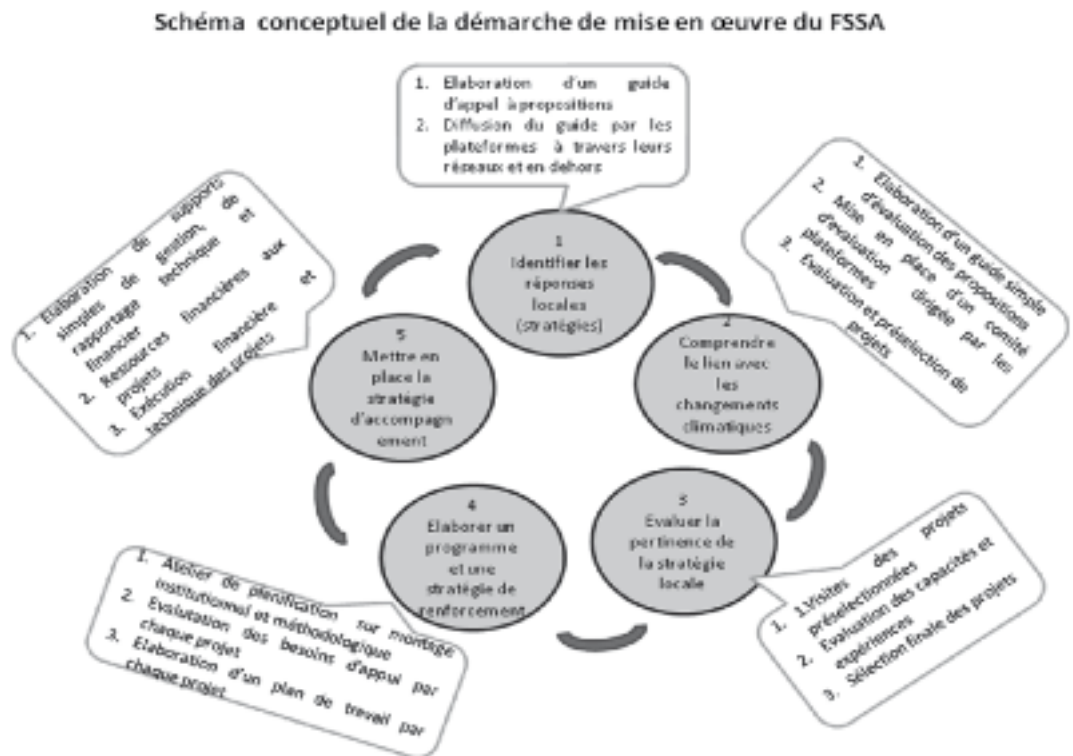 Schéma conceptuel de la démarche de mise en œuvre du FSSA
1. Ellaboration d'un guide
d'appel à propositions
2. Diffusion du guide par les
plateformes à travers leurs
réseaux et en dehors
1
Identifier les
réponses
locales
(stratégies)
1. Elaboration d'un guide simple
d'évaluation des propositions
2. Mise en place d'un comité
d'évaluation dirigée par les
plateformes
3. Evaluation et préselection de
projets
2
Comprendre
le lien avec
les
changements
climatiques
3
Evaluer la
pertinence de
la stratégie
locale
1.Visites des projets
préselectionnées
2. Evaluation des capacités et
expériences
3. Sélection finale des projets
4
Elaborer un
programme
et une
stratégie de
renforcement
1. Atelier de planification sur montage
institutionnul et méthodologique
2. Evalutation des besoins d'appui par
chaque projet
3. Elaboration d'un plan de travail par
chaque projet
5
Mettre en
place la
stratégie
d'accompagn
ement
1. Elaboration de supports
simples de gestion, de
rapportage technique et
financier
2. Ressources financières aux
projets
3. Exécution financière et
technique des projets